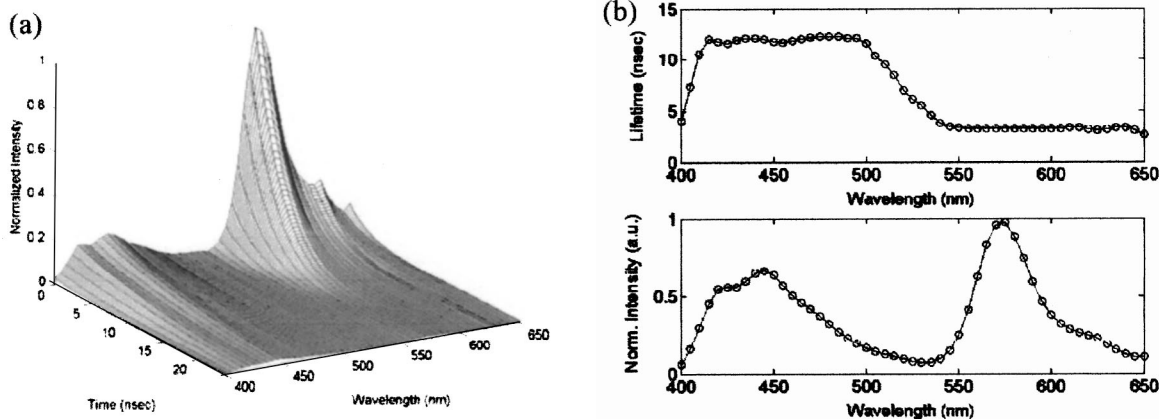 (a)
1
0.8
0.6
0.4
0.2
0
Normalized Intensity
0
5
10
15
20
Time (nsec)
400
450
500
550
600
650
Wavelength (nm)
(b)
15
10
5
0
Lifetime (nsec)
400 450 500 550 600 650
Wavelength (nm)
1
0.5
0
Norm. Intensity (a.u.)
400 450 500 550 600 650
Wavelength (nm)